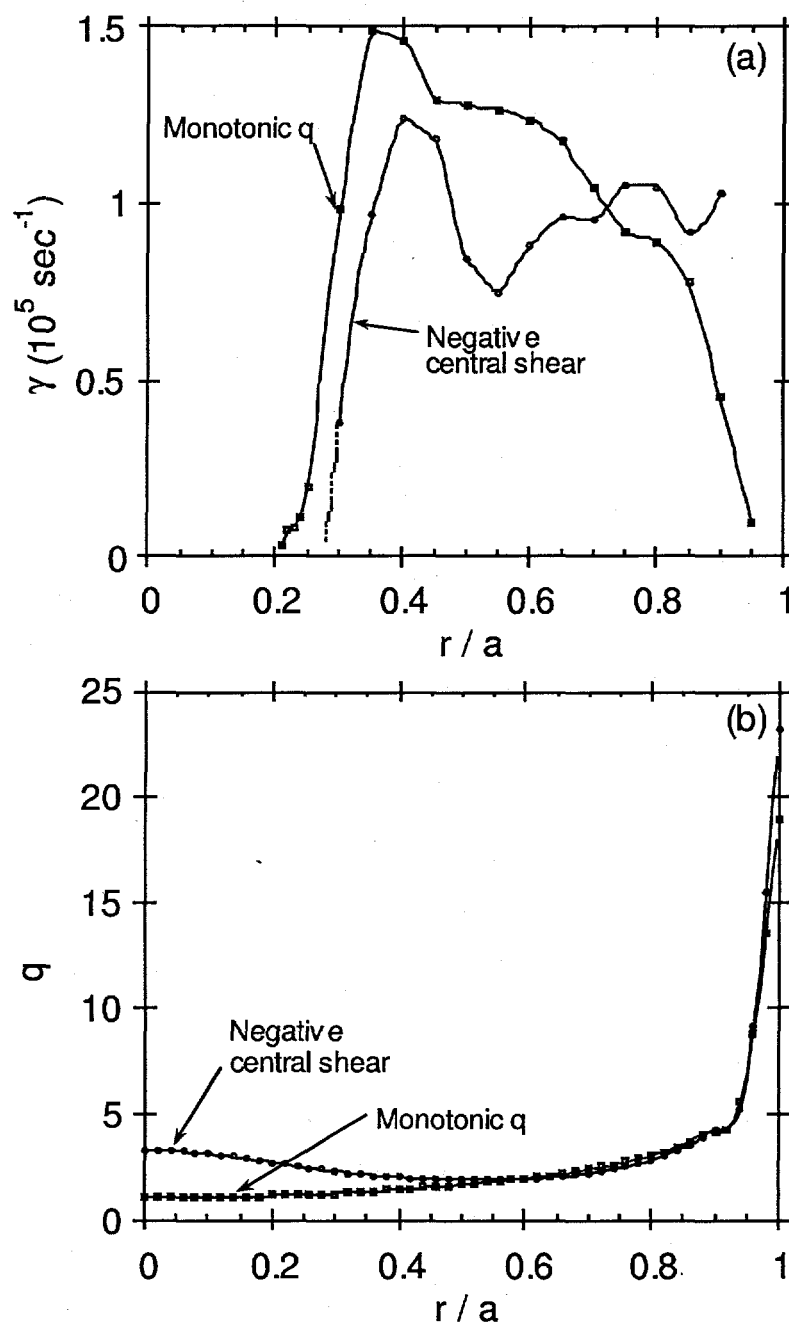 (a)
1.5
1
0.5
0
γ (10⁵ sec⁻¹)
Monotonic q
Negative
central shear
0 0.2 0.4 0.6 0.8 1
r / a
(b)
25
20
15
10
5
0
q
Negative
central shear
Monotonic q
0 0.2 0.4 0.6 0.8 1
r / a